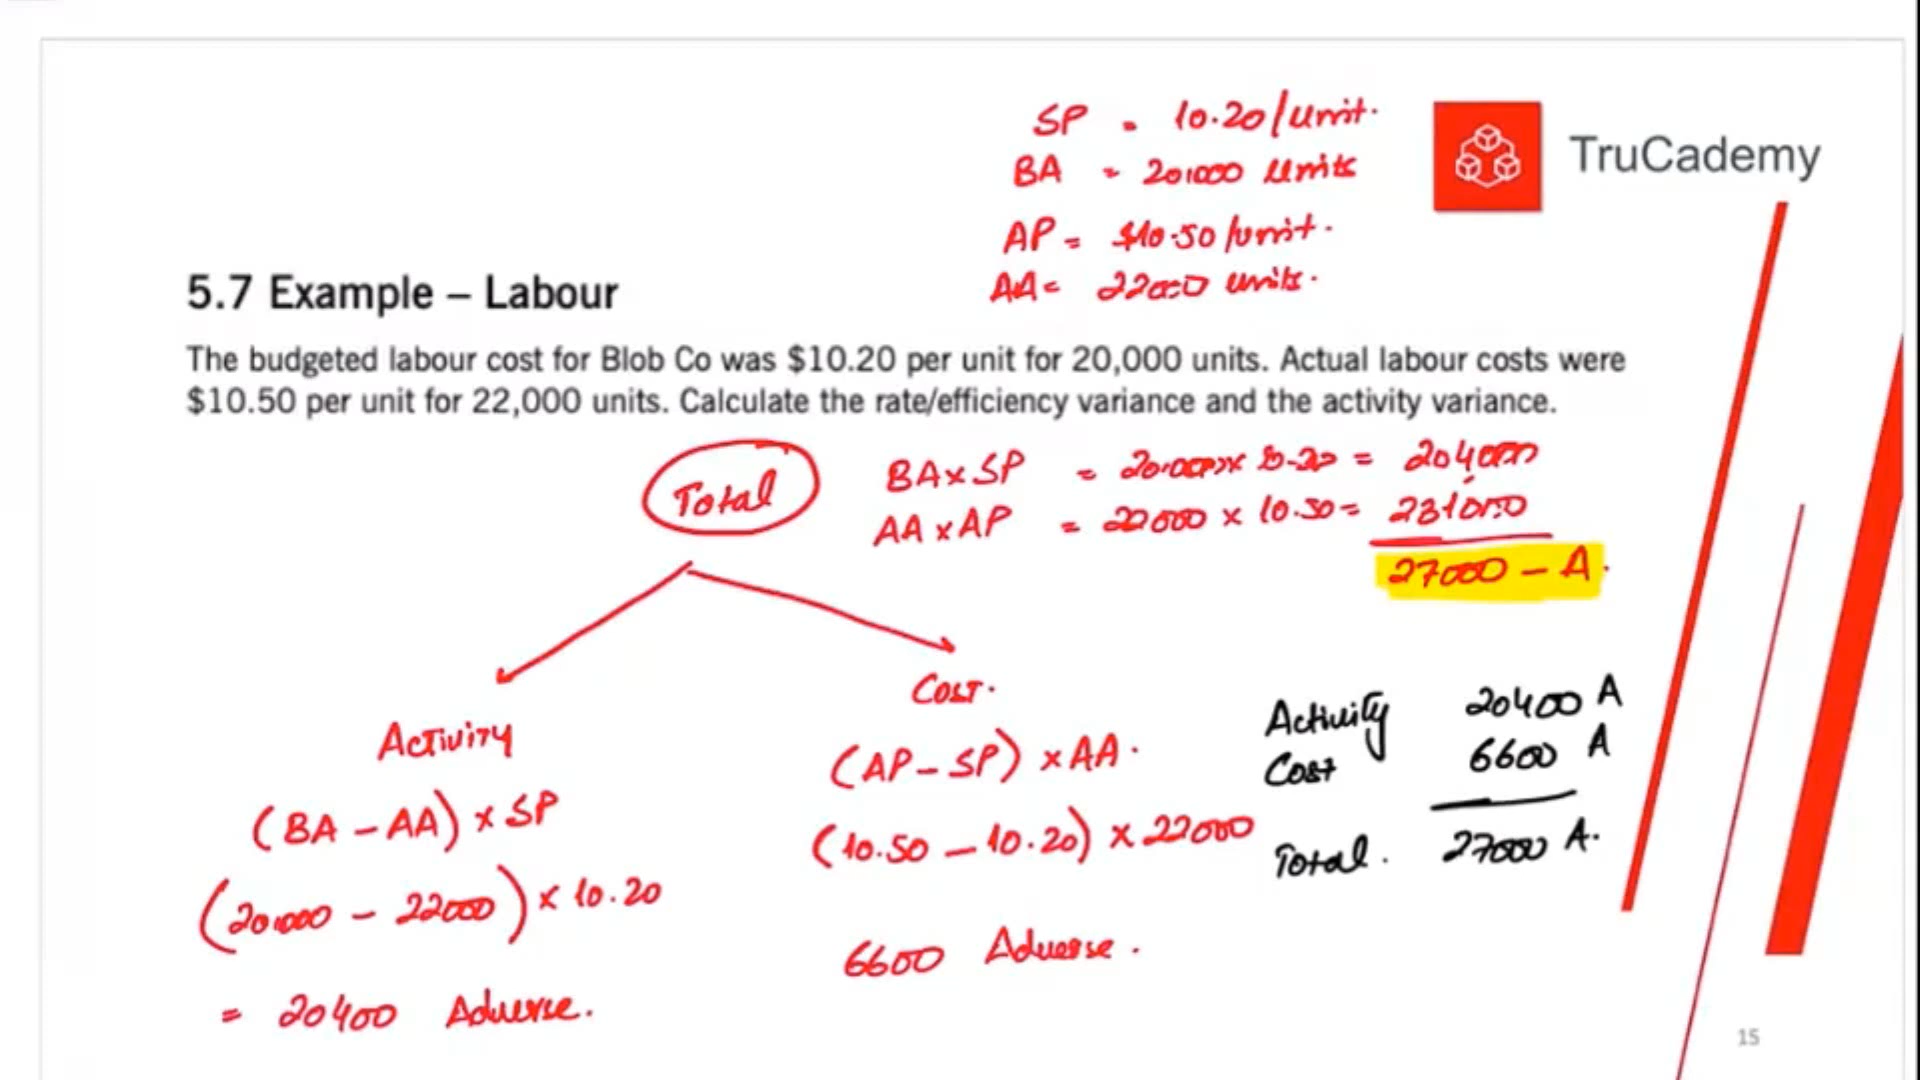 SP = 10.20/unit.
BA = 20,000 units
AP = $10.50/unit.
AA = 22000 units.
TruCademy
5.7 Example – Labour
The budgeted labour cost for Blob Co was $10.20 per unit for 20,000 units. Actual labour costs were
$10.50 per unit for 22,000 units. Calculate the rate/efficiency variance and the activity variance.
Total
BA x SP = 20,000 x 10.20 = 204000
AA x AP = 22000 x 10.50 = 231000
27000 – A.
Activity
(BA – AA) x SP
(20,000 – 22000) x 10.20
= 20400 Adverse.
Cost.
(AP – SP) x AA.
(10.50 – 10.20) x 22000
6600 Adverse.
Activity 20400 A
Cost 6600 A
Total. 27000 A.
15